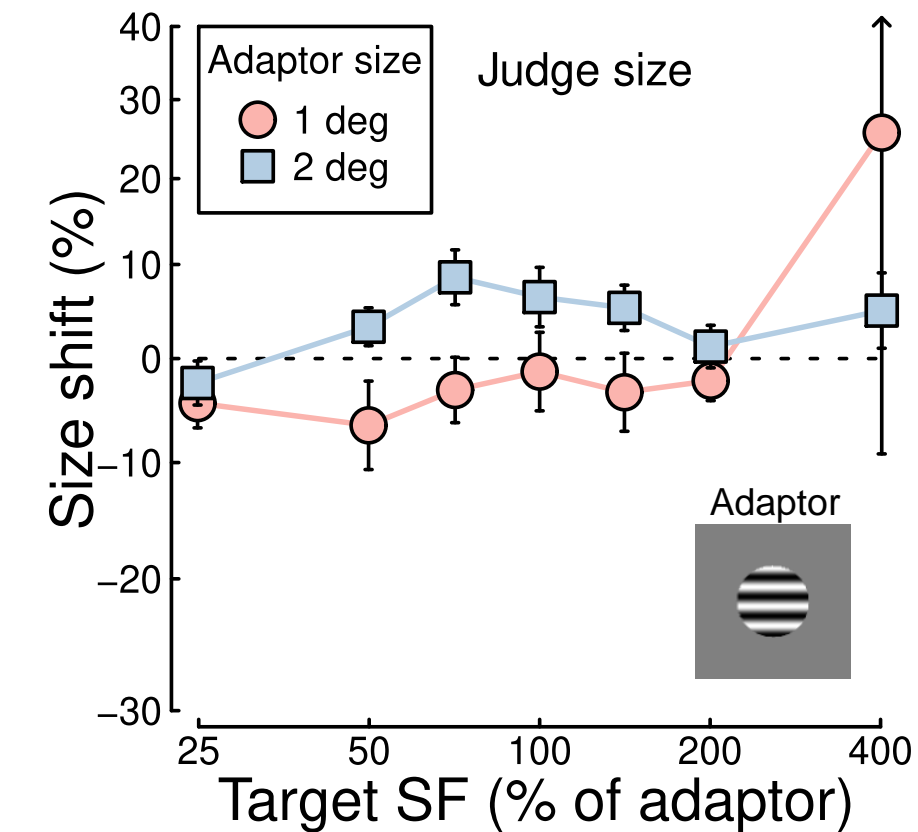 Judge size
Adaptor size
1 deg
2 deg
Size shift (%)
40
30
20
10
0
−10
−20
−30
Adaptor
25 50 100 200 400
Target SF (% of adaptor)